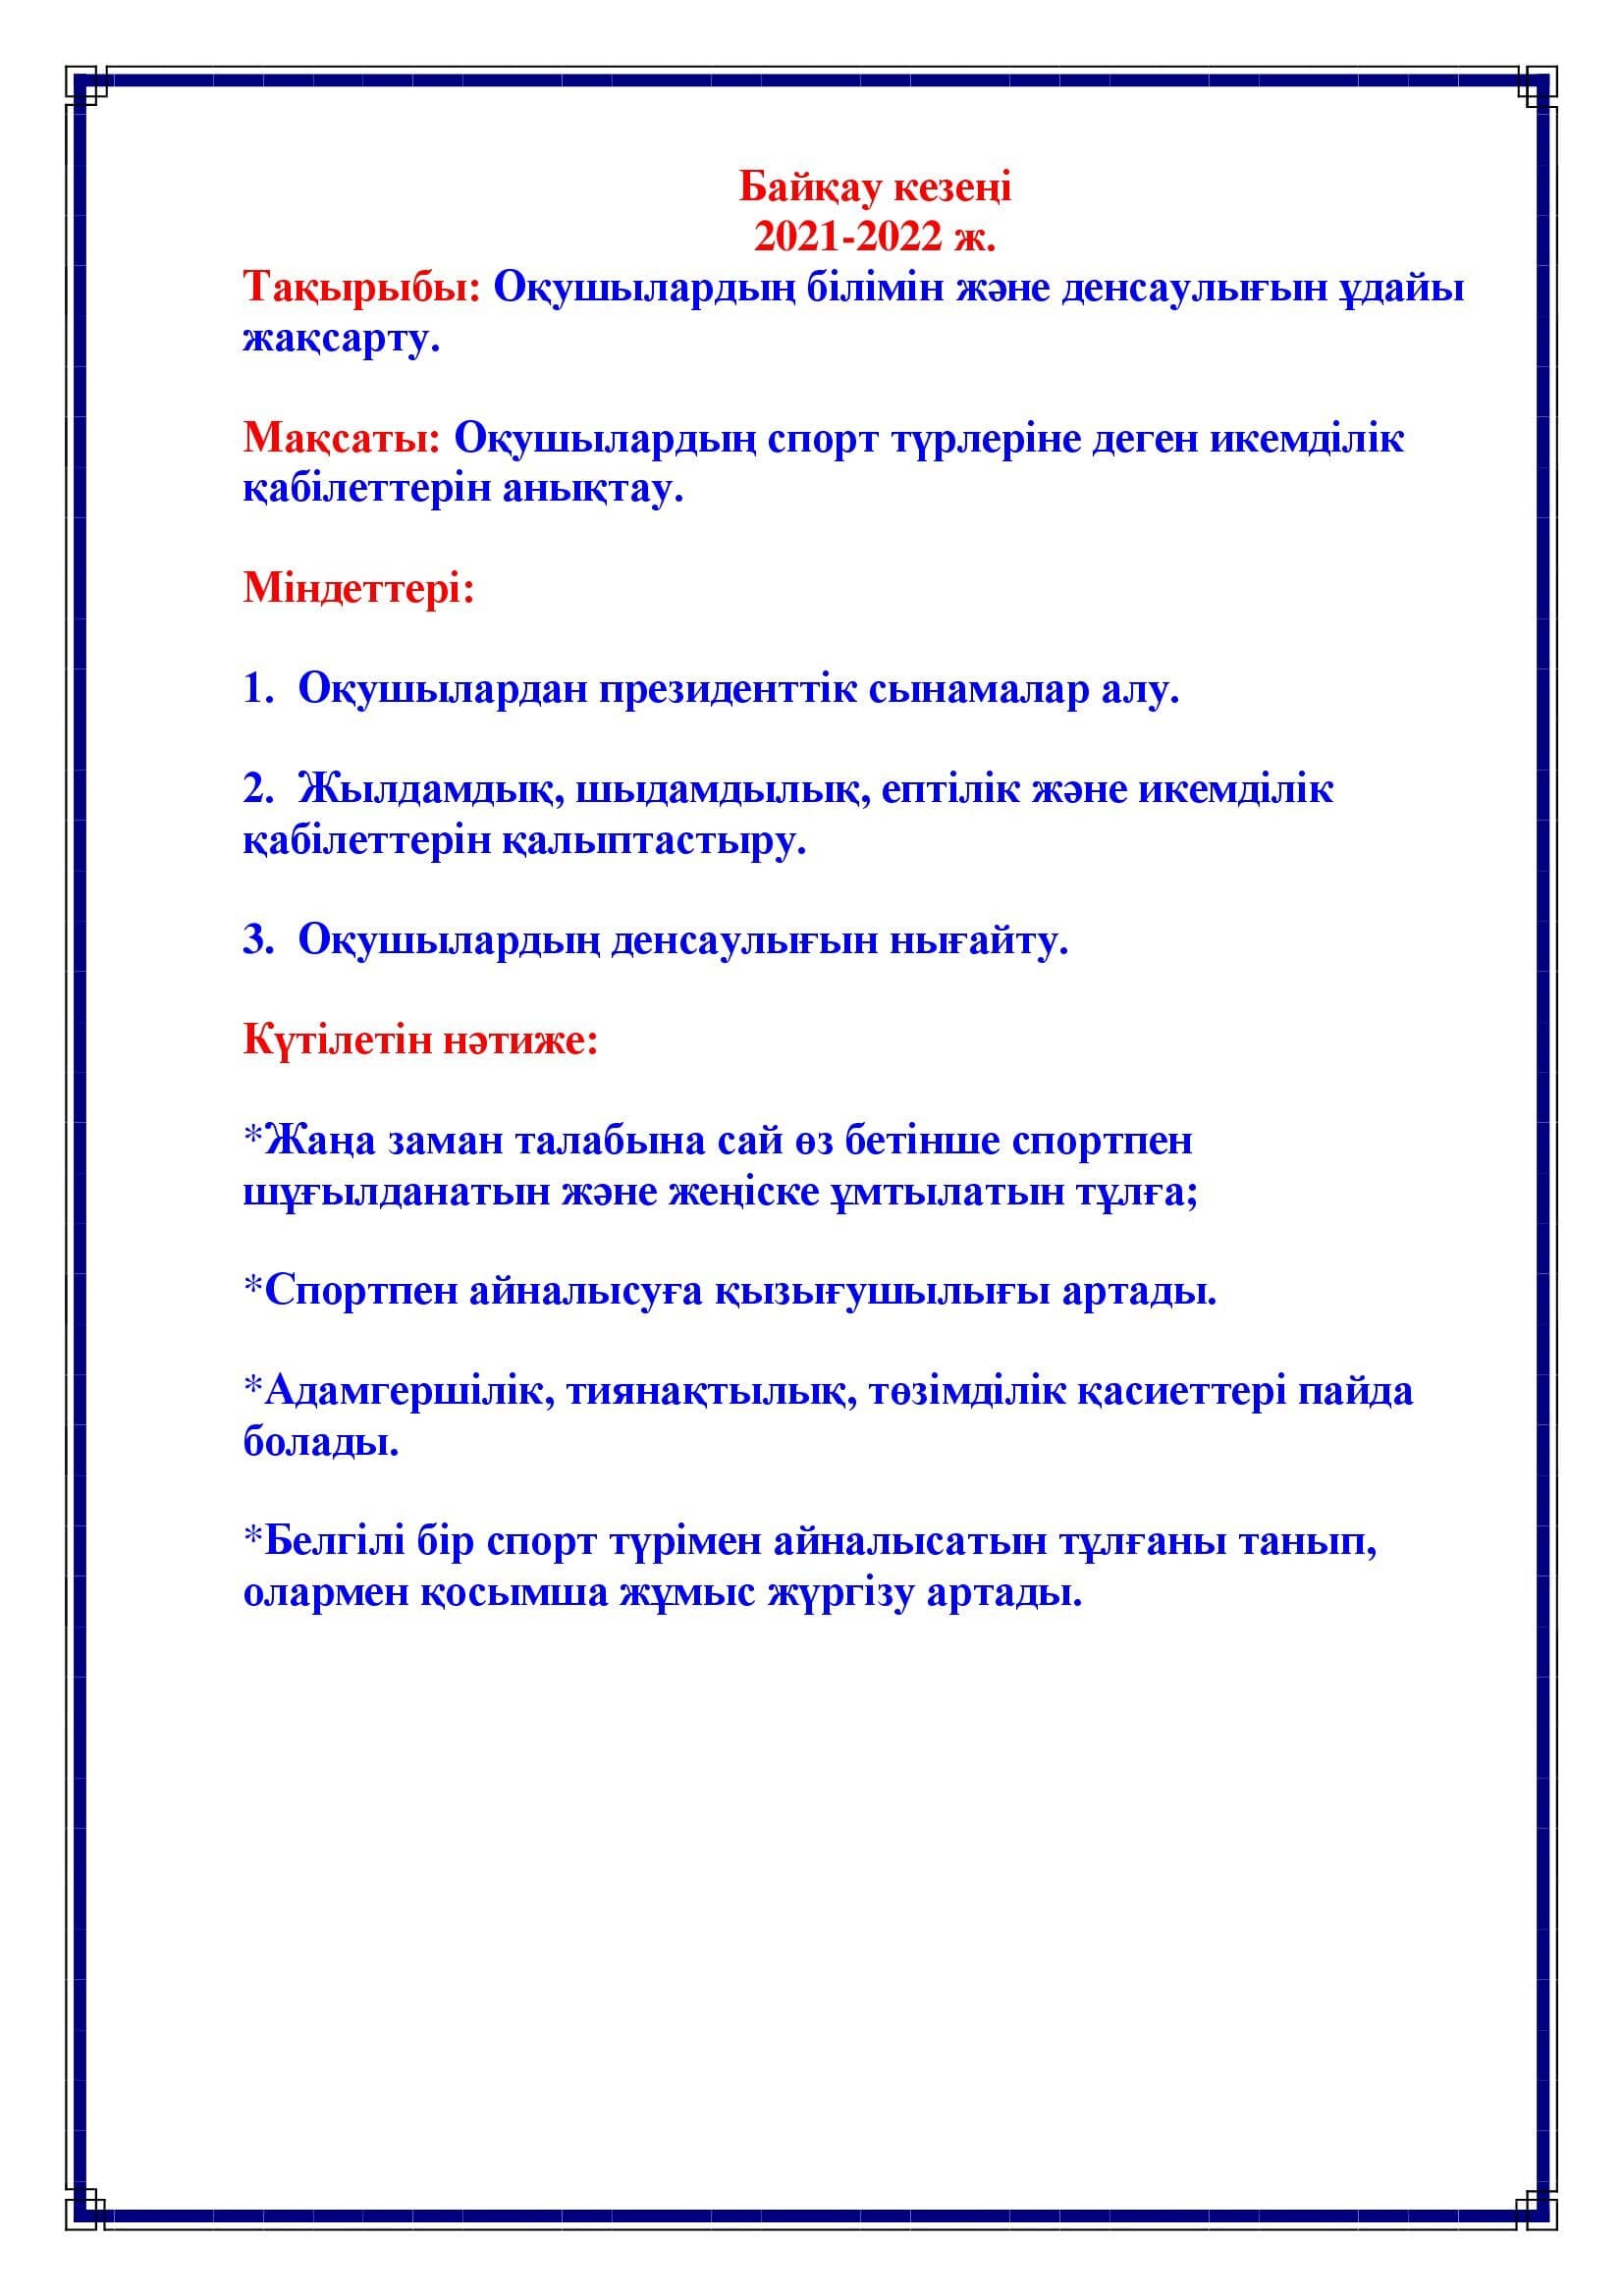 Байқау кезеңі
2021-2022 ж.
Тақырыбы: Оқушылардың білімін және денсаулығын ұдайы
жақсарту.
Мақсаты: Оқушылардың спорт түрлеріне деген икемділік
қабілеттерін анықтау.
Міндеттері:
1. Оқушылардан президенттік сынамалар алу.
2. Жылдамдық, шыдамдылық, ептілік және икемділік
қабілеттерін қалыптастыру.
3. Оқушылардың денсаулығын нығайту.
Күтілетін нәтиже:
*Жаңа заман талабына сай өз бетінше спортпен
шұғылданатын және жеңіске ұмтылатын тұлға;
*Спортпен айналысуға қызығушылығы артады.
*Адамгершілік, тиянақтылық, төзімділік қасиеттері пайда
болады.
*Белгілі бір спорт түрімен айналысатын тұлғаны танып,
олармен қосымша жұмыс жүргізу артады.